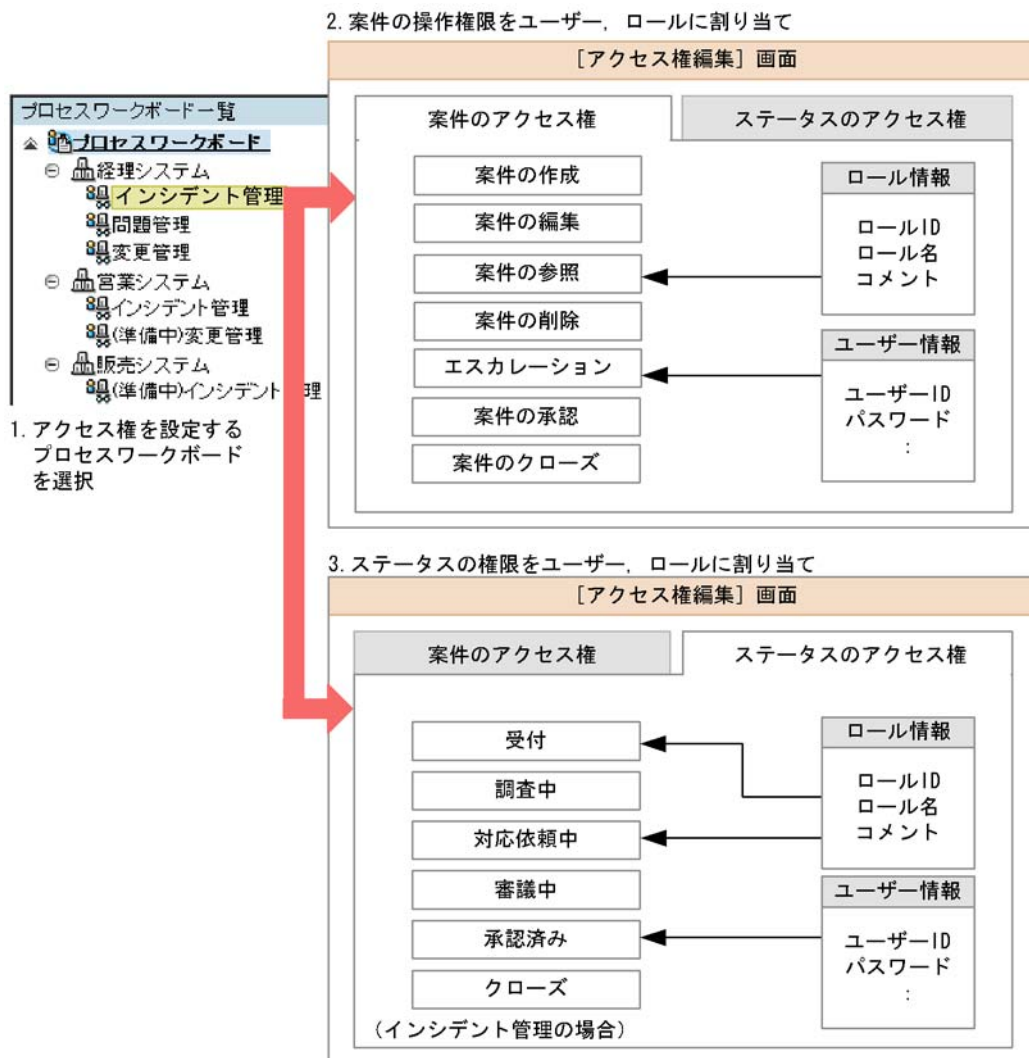 2. 案件の操作権限をユーザー，ロールに割り当て
[アクセス権編集] 画面
プロセスワークボード一覧
プロセスワークボード
経理システム
インシデント管理
問題管理
変更管理
営業システム
インシデント管理
(準備中)変更管理
販売システム
(準備中)インシデント管理
1. アクセス権を設定する
プロセスワークボード
を選択
案件のアクセス権
ステータスのアクセス権
案件の作成
案件の編集
案件の参照
案件の削除
エスカレーション
案件の承認
案件のクローズ
ロール情報
ロールID
ロール名
コメント
ユーザー情報
ユーザーID
パスワード
:
3. ステータスの権限をユーザー，ロールに割り当て
[アクセス権編集] 画面
案件のアクセス権
ステータスのアクセス権
受付
調査中
対応依頼中
審議中
承認済み
クローズ
(インシデント管理の場合)
ロール情報
ロールID
ロール名
コメント
ユーザー情報
ユーザーID
パスワード
: